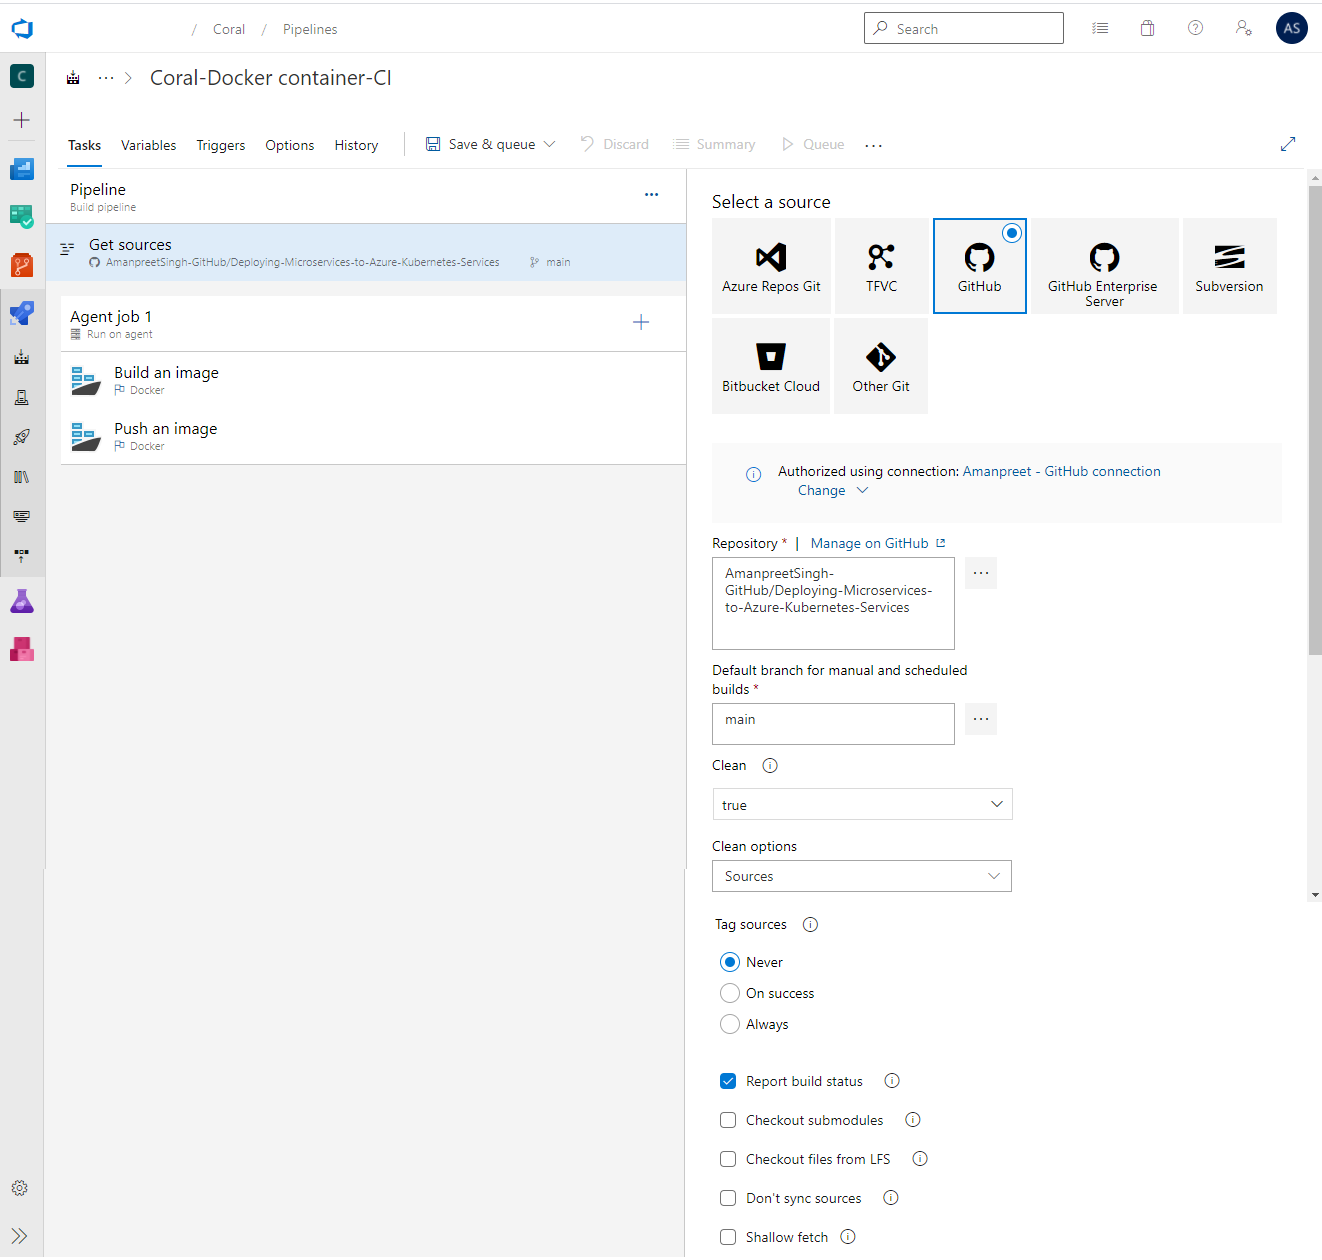 / Coral / Pipelines
Search
AS
C
··· > Coral-Docker container-CI
Tasks Variables Triggers Options History Save & queue Discard Summary Queue ···
Pipeline
Build pipeline
Get sources
AmanpreetSingh-GitHub/Deploying-Microservices-to-Azure-Kubernetes-Services main
Agent job 1
Run on agent
Build an image
Docker
Push an image
Docker
Select a source
Azure Repos Git
TFVC
GitHub
GitHub Enterprise
Server
Subversion
Bitbucket Cloud
Other Git
Authorized using connection: Amanpreet - GitHub connection
Change
Repository * | Manage on GitHub
AmanpreetSingh-
GitHub/Deploying-Microservices-
to-Azure-Kubernetes-Services
Default branch for manual and scheduled
builds *
main
Clean
true
Clean options
Sources
Tag sources
Never
On success
Always
Report build status
Checkout submodules
Checkout files from LFS
Don't sync sources
Shallow fetch